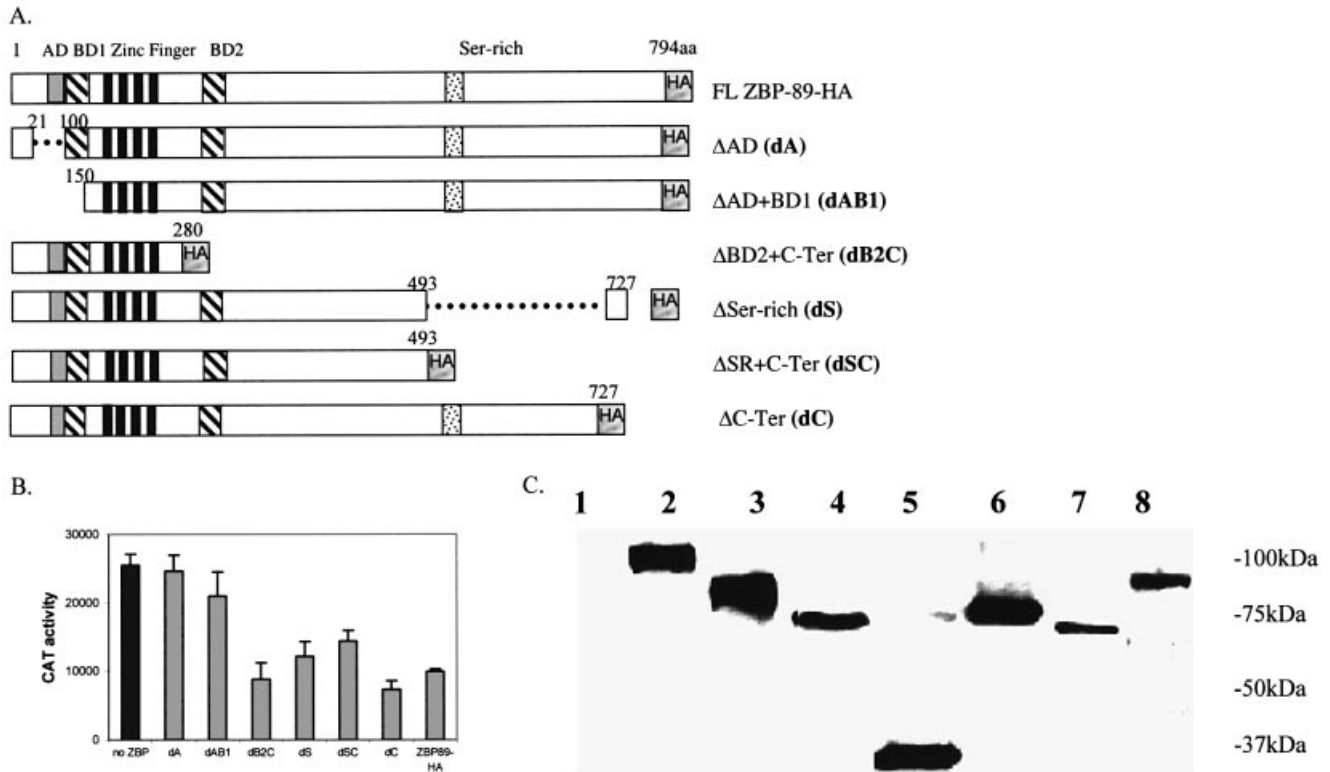 A.
1 AD BD1 Zinc Finger BD2 Ser-rich 794aa
HA FL ZBP-89-HA
21 100
HA ΔAD (dA)
150
HA ΔAD+BD1 (dAB1)
280
HA ΔBD2+C-Ter (dB2C)
493 727
HA ΔSer-rich (dS)
493
HA ΔSR+C-Ter (dSC)
727
HA ΔC-Ter (dC)
B.
30000
20000
10000
0
CAT activity
no ZBP dA dAB1 dB2C dS dSC dC ZBP89-
HA
C.
1 2 3 4 5 6 7 8
-100kDa
-75kDa
-50kDa
-37kDa